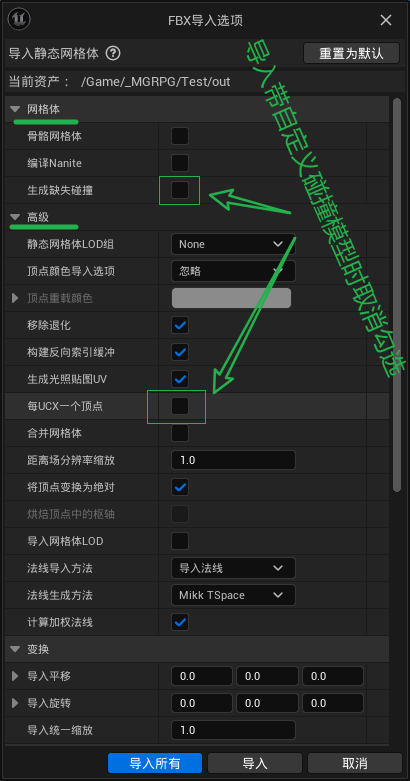 FBX导入选项
导入静态网格体 ?
重置为默认
当前资产： /Game/_MGRPG/Test/out
网格体
骨骼网格体
编译Nanite
生成缺失碰撞
高级
静态网格体LOD组 None
顶点颜色导入选项 忽略
顶点重载颜色
移除退化
构建反向索引缓冲
生成光照贴图UV
每UCX一个顶点
合并网格体
距离场分辨率缩放 1.0
将顶点变换为绝对
烘焙顶点中的枢轴
导入网格体LOD
法线导入方法 导入法线
法线生成方法 Mikk TSpace
计算加权法线
变换
导入平移 0.0 0.0 0.0
导入旋转 0.0 0.0 0.0
导入统一缩放 1.0
导入所有 导入 取消
导入带自定义碰撞模型时取消勾选